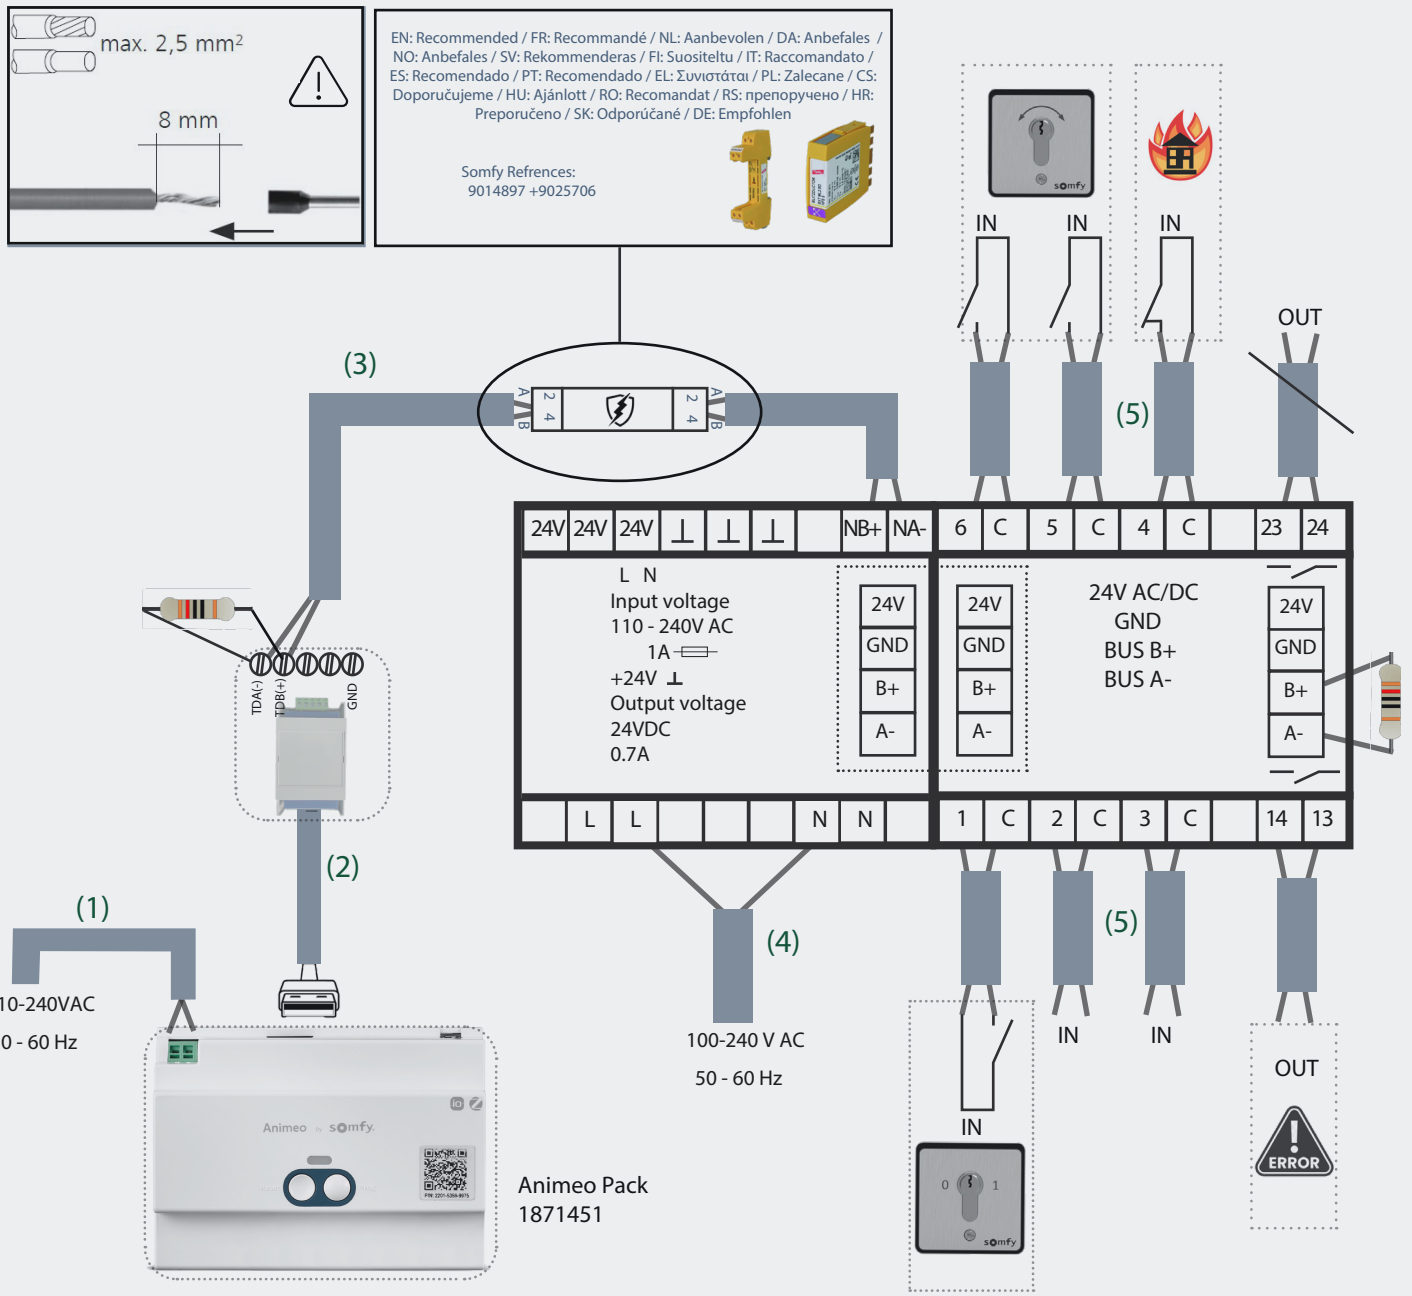 max. 2,5 mm²
8 mm
EN: Recommended / FR: Recommandé / NL: Aanbevolen / DA: Anbefales /
NO: Anbefales / SV: Rekommenderas / FI: Suositeltu / IT: Raccomandato /
ES: Recomendado / PT: Recomendado / EL: Συνιστάται / PL: Zalecane / CS:
Doporučujeme / HU: Ajánlott / RO: Recomandat / RS: препоручено / HR:
Preporučeno / SK: Odporúčané / DE: Empfohlen
Somfy Refrences:
9014897 +9025706
somfy
IN
IN
IN
OUT
(3)
A
B
2
4
2
4
A
B
(5)
24V
24V
24V
NB+
NA-
6
C
5
C
4
C
23
24
L N
Input voltage
110 - 240V AC
1A
+24V
Output voltage
24VDC
0.7A
24V
GND
B+
A-
24V
GND
B+
A-
24V AC/DC
GND
BUS B+
BUS A-
24V
GND
B+
A-
TDA(-)
TDB(+)
GND
L
L
N
N
1
C
2
C
3
C
14
13
(2)
(1)
10-240VAC
0 - 60 Hz
(4)
100-240 V AC
50 - 60 Hz
(5)
IN
IN
IN
OUT
ERROR
0
1
somfy
io
Animeo by somfy.
Animeo Pack
1871451